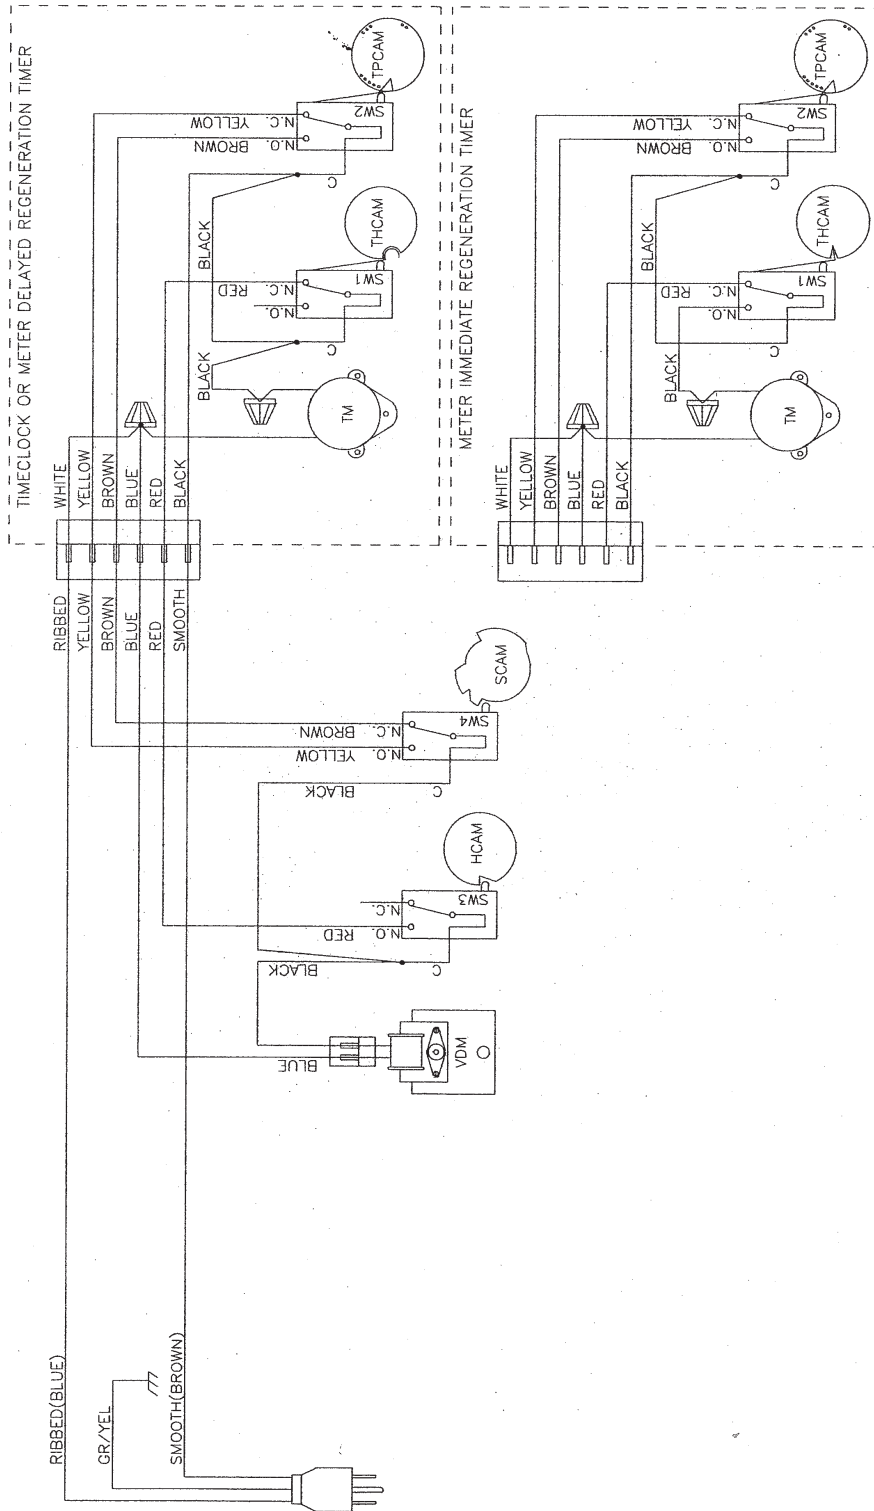 TIMECLOCK OR METER DELAYED REGENERATION TIMER
WHITE
YELLOW
BROWN
BLUE
RED
BLACK
BLACK
BLACK
TM
C
N.O.
N.C.
RED
SW1
THCAM
C
BROWN
YELLOW
N.O.
N.C.
SW2
TPCAM
METER IMMEDIATE REGENERATION TIMER
WHITE
YELLOW
BROWN
BLUE
RED
BLACK
BLACK
BLACK
TM
C
N.O.
N.C.
RED
SW1
THCAM
C
BROWN
YELLOW
N.O.
N.C.
SW2
TPCAM
RIBBED
YELLOW
BROWN
BLUE
RED
SMOOTH
SCAM
SW4
N.C.
BROWN
N.O.
YELLOW
C
BLACK
HCAM
SW3
N.C.
N.O.
RED
C
BLACK
BLUE
VDM
RIBBED(BLUE)
GR/YEL
SMOOTH(BROWN)